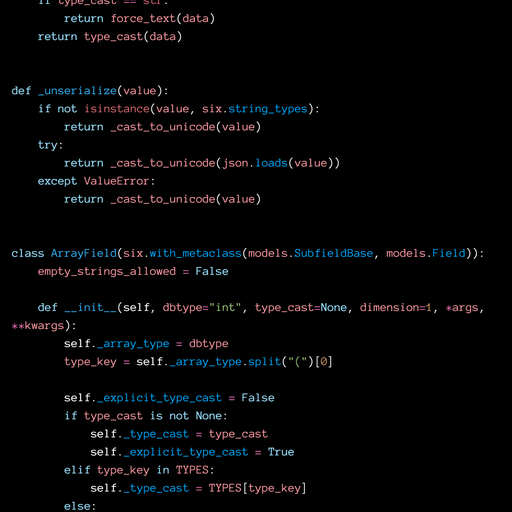 if type_cast == str:
return force_text(data)
return type_cast(data)
def _unserialize(value):
if not isinstance(value, six.string_types):
return _cast_to_unicode(value)
try:
return _cast_to_unicode(json.loads(value))
except ValueError:
return _cast_to_unicode(value)
class ArrayField(six.with_metaclass(models.SubfieldBase, models.Field)):
empty_strings_allowed = False
def __init__(self, dbtype="int", type_cast=None, dimension=1, *args,
**kwargs):
self._array_type = dbtype
type_key = self._array_type.split("(")[0]
self._explicit_type_cast = False
if type_cast is not None:
self._type_cast = type_cast
self._explicit_type_cast = True
elif type_key in TYPES:
self._type_cast = TYPES[type_key]
else: